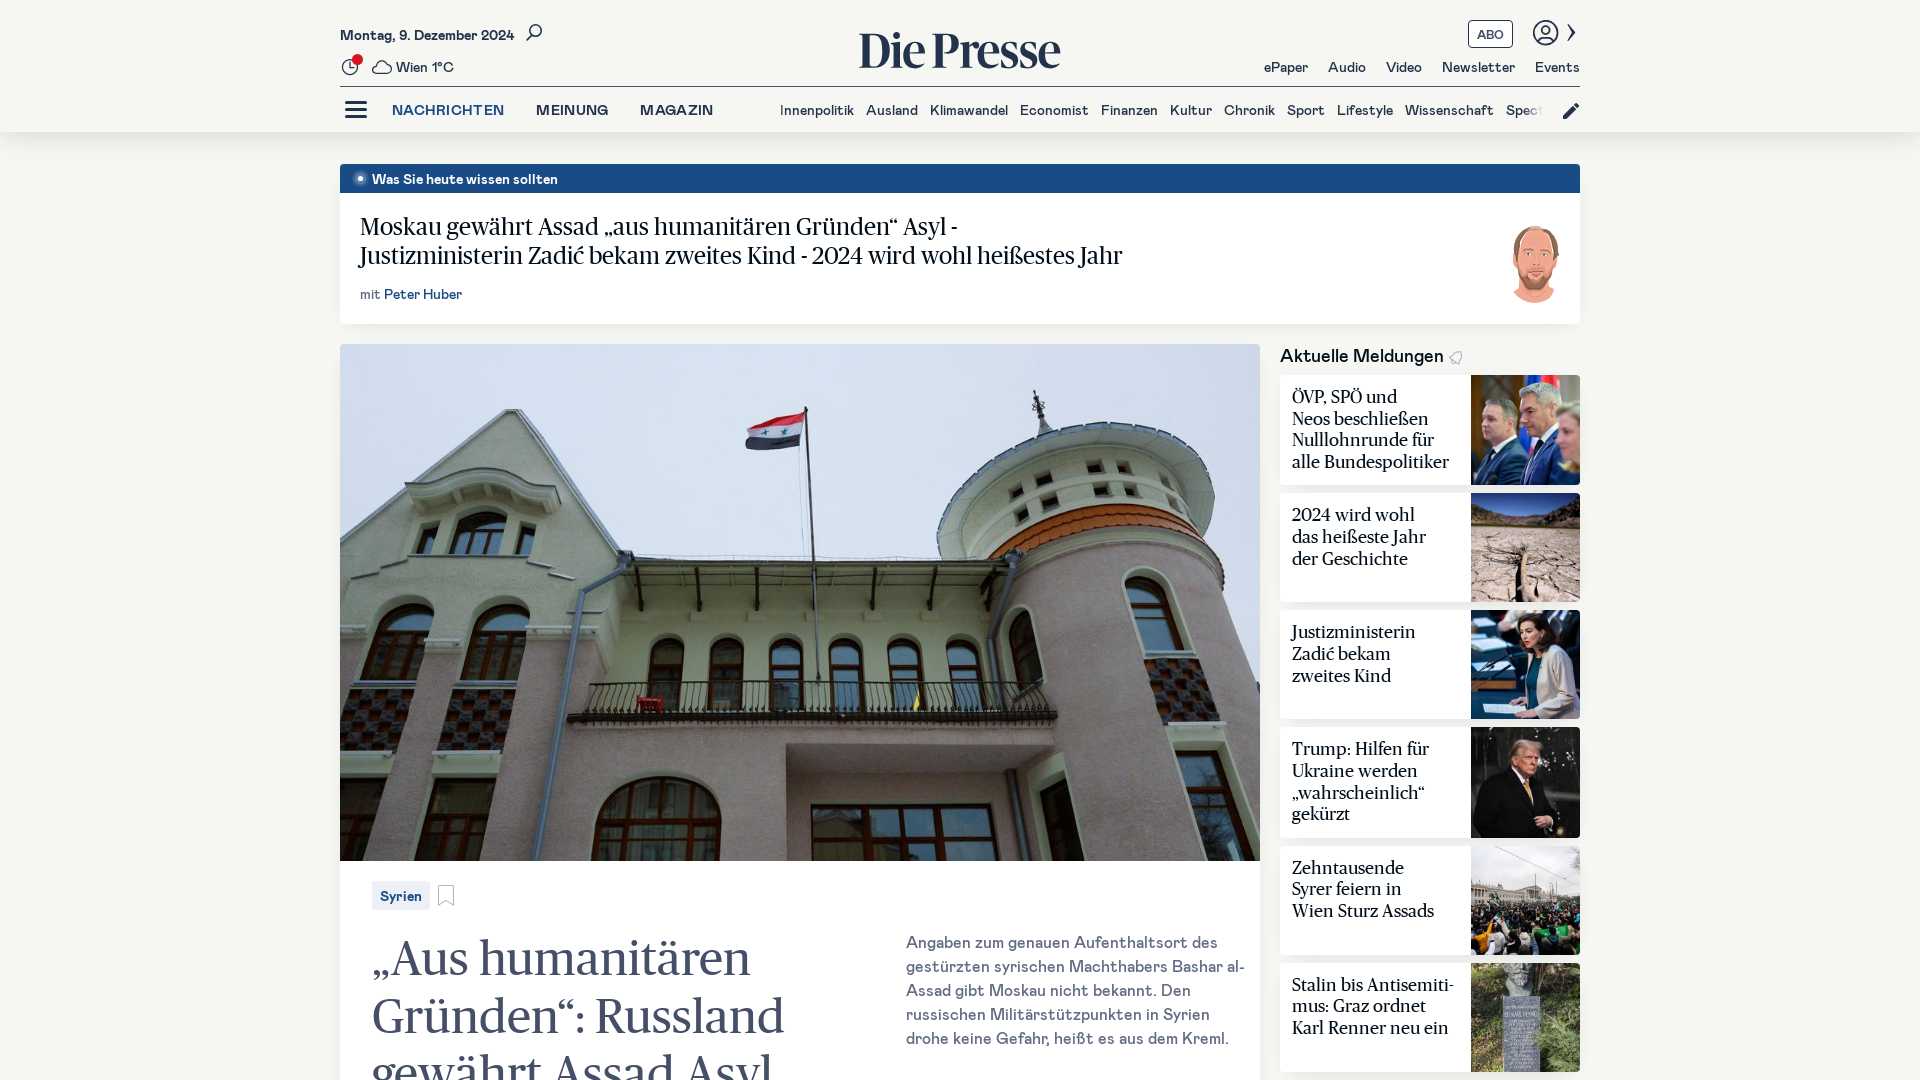 Montag, 9. Dezember 2024
Die Presse
ABO
Wien 1°C
ePaper Audio Video Newsletter Events
NACHRICHTEN MEINUNG MAGAZIN
Innenpolitik Ausland Klimawandel Economist Finanzen Kultur Chronik Sport Lifestyle Wissenschaft Spect
Was Sie heute wissen sollten
Moskau gewährt Assad „aus humanitären Gründen“ Asyl -
Justizministerin Zadić bekam zweites Kind - 2024 wird wohl heißestes Jahr
mit Peter Huber
Syrien
„Aus humanitären
Gründen“: Russland
gewährt Assad Asyl
Angaben zum genauen Aufenthaltsort des
gestürzten syrischen Machthabers Bashar al-
Assad gibt Moskau nicht bekannt. Den
russischen Militärstützpunkten in Syrien
drohe keine Gefahr, heißt es aus dem Kreml.
Aktuelle Meldungen
ÖVP, SPÖ und
Neos beschließen
Nulllohnrunde für
alle Bundespolitiker
2024 wird wohl
das heißeste Jahr
der Geschichte
Justizministerin
Zadić bekam
zweites Kind
Trump: Hilfen für
Ukraine werden
„wahrscheinlich“
gekürzt
Zehntausende
Syrer feiern in
Wien Sturz Assads
Stalin bis Antisemiti-
mus: Graz ordnet
Karl Renner neu ein